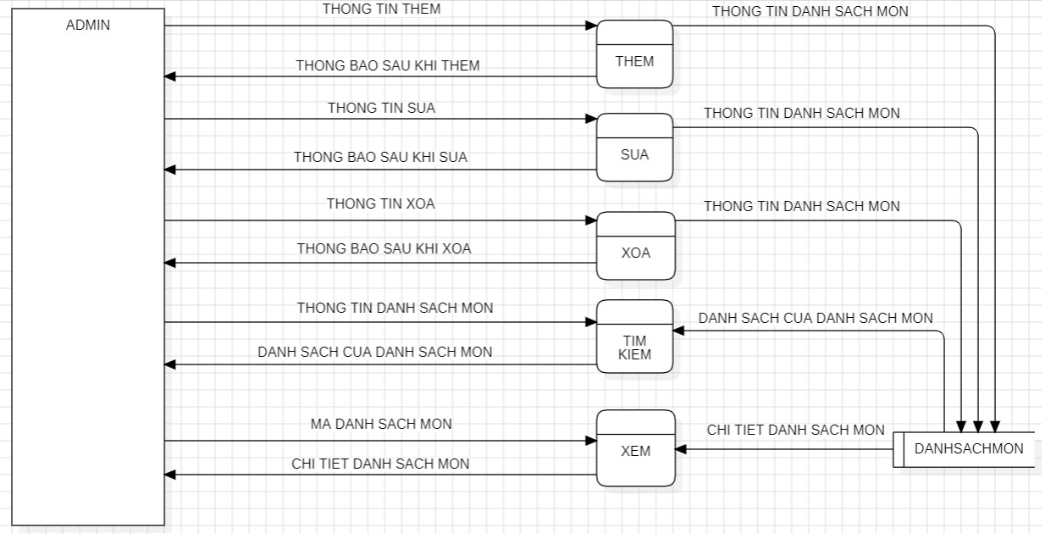 ADMIN
THONG TIN THEM
THONG TIN DANH SACH MON
THEM
THONG BAO SAU KHI THEM
THONG TIN SUA
THONG TIN DANH SACH MON
SUA
THONG BAO SAU KHI SUA
THONG TIN XOA
THONG TIN DANH SACH MON
XOA
THONG BAO SAU KHI XOA
THONG TIN DANH SACH MON
DANH SACH CUA DANH SACH MON
TIM
KIEM
DANH SACH CUA DANH SACH MON
MA DANH SACH MON
CHI TIET DANH SACH MON
XEM
DANHSACHMON
CHI TIET DANH SACH MON